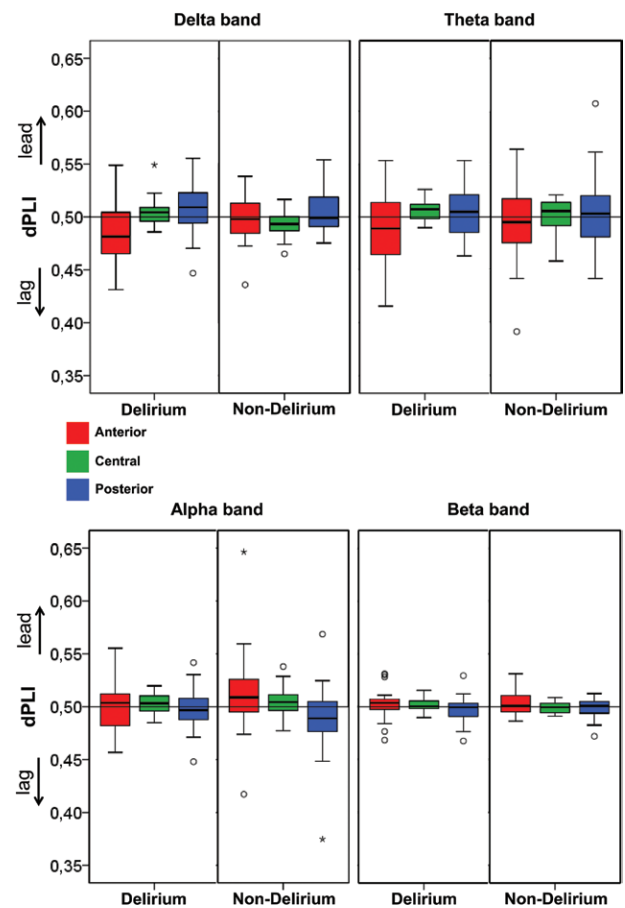 Delta band
Theta band
0,65
0,60
0,55
0,50
0,45
0,40
0,35
lead
dPLI
lag
Delirium
Non-Delirium
Delirium
Non-Delirium
Anterior
Central
Posterior
Alpha band
Beta band
0,65
0,60
0,55
0,50
0,45
0,40
0,35
lead
dPLI
lag
Delirium
Non-Delirium
Delirium
Non-Delirium